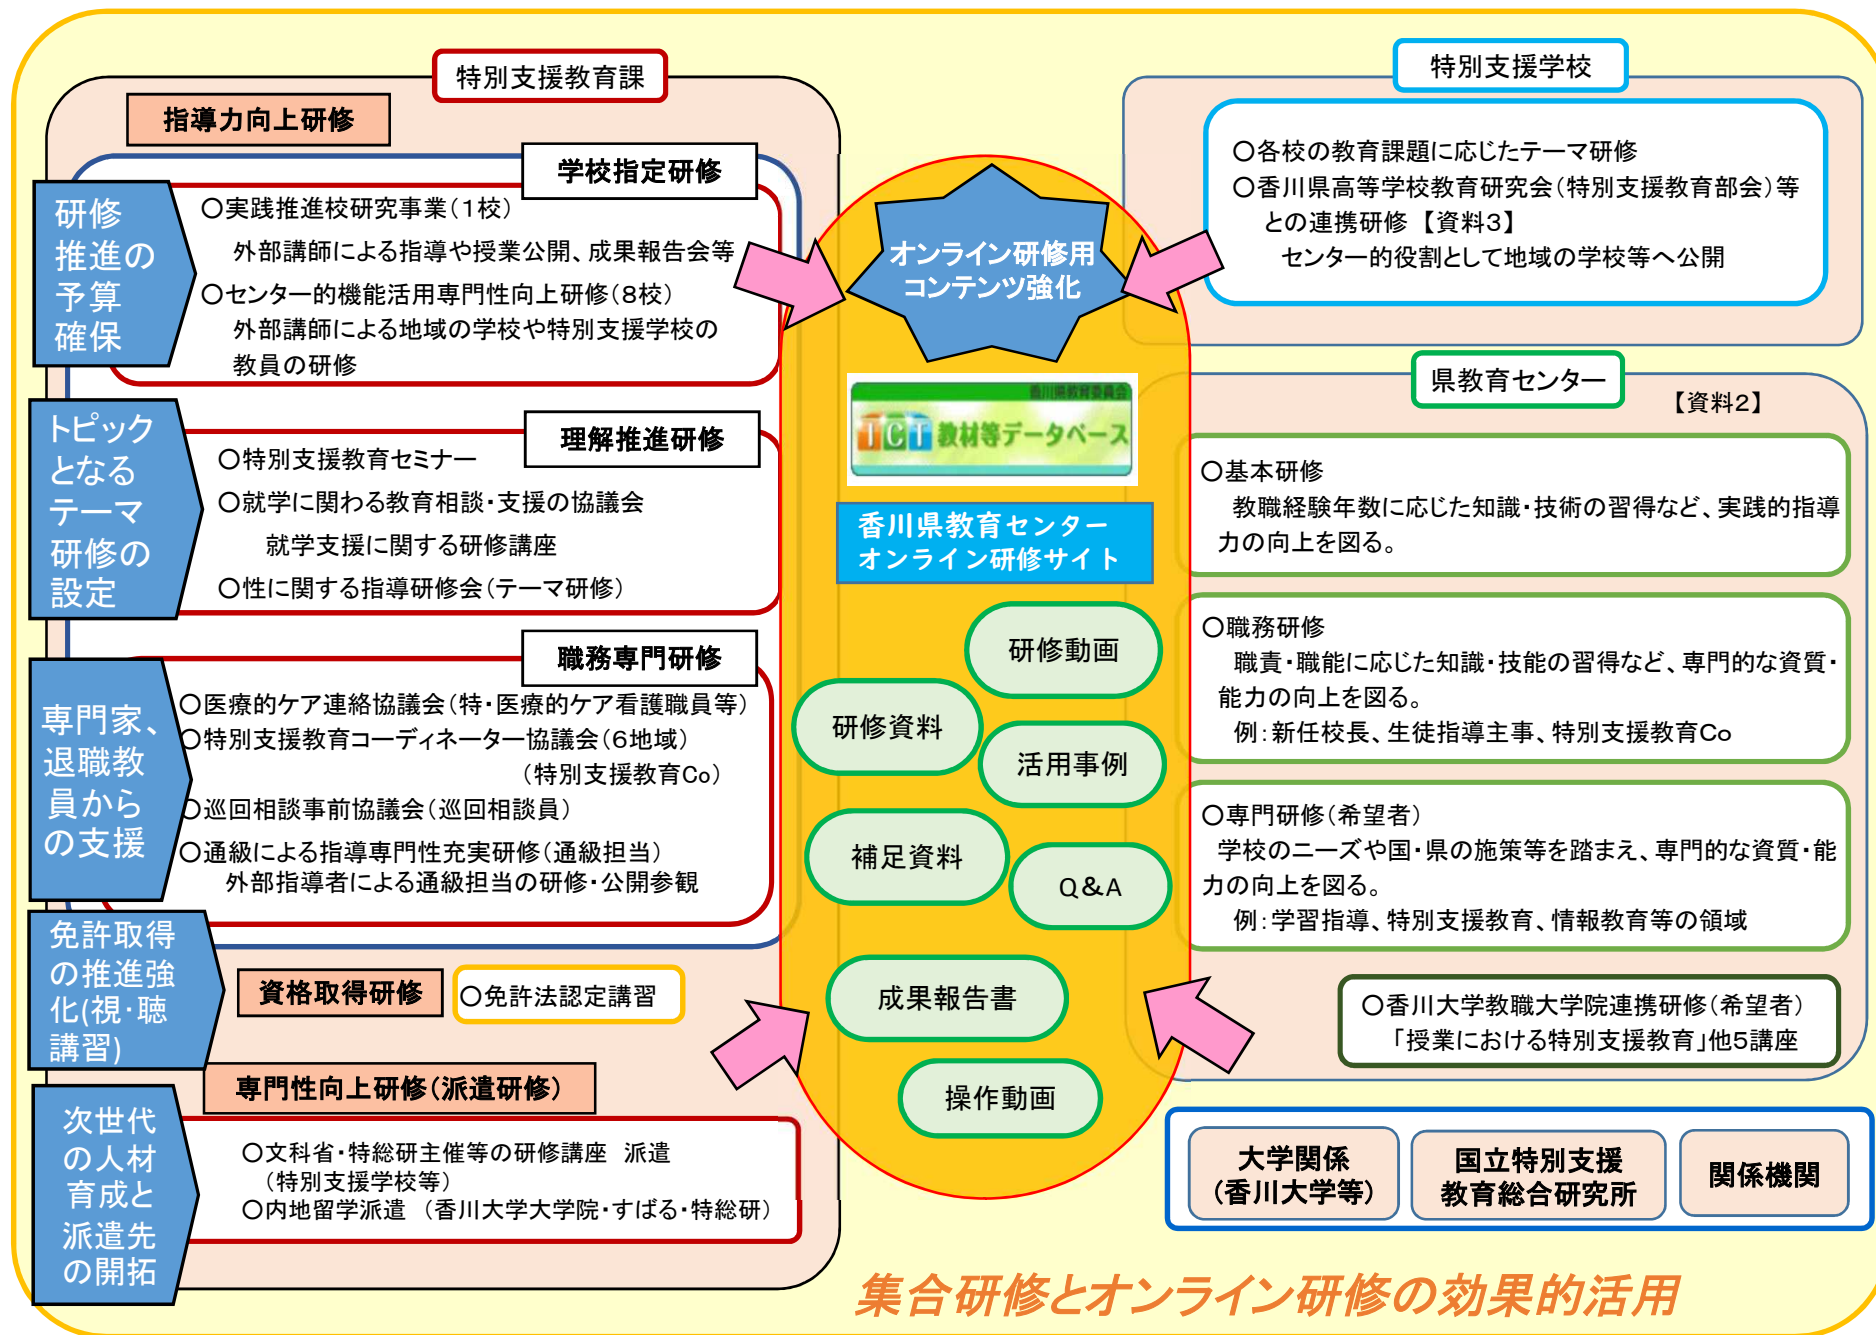 特別支援教育課
指導力向上研修
学校指定研修
研修
推進の
予算
確保
○実践推進校研究事業(1校)
外部講師による指導や授業公開、成果報告会等
○センター的機能活用専門性向上研修(8校)
外部講師による地域の学校や特別支援学校の
教員の研修
トピック
となる
テーマ
研修の
設定
理解推進研修
○特別支援教育セミナー
○就学に関わる教育相談・支援の協議会
就学支援に関する研修講座
○性に関する指導研修会(テーマ研修)
専門家、
退職教
員から
の支援
職務専門研修
○医療的ケア連絡協議会(特・医療的ケア看護職員等)
○特別支援教育コーディネーター協議会(6地域)
(特別支援教育Co)
○巡回相談事前協議会(巡回相談員)
○通級による指導専門性充実研修(通級担当)
外部指導者による通級担当の研修・公開参観
免許取得
の推進強
化(視・聴
講習)
資格取得研修
○免許法認定講習
専門性向上研修(派遣研修)
次世代
の人材
育成と
派遣先
の開拓
○文科省・特総研主催等の研修講座 派遣
(特別支援学校等)
○内地留学派遣 (香川大学大学院・すばる・特総研)
オンライン研修用
コンテンツ強化
香川県教育委員会
ICT教材等データベース
香川県教育センター
オンライン研修サイト
研修動画
研修資料
活用事例
補足資料
Q&A
成果報告書
操作動画
特別支援学校
○各校の教育課題に応じたテーマ研修
○香川県高等学校教育研究会(特別支援教育部会)等
との連携研修 【資料3】
センター的役割として地域の学校等へ公開
県教育センター
【資料2】
○基本研修
教職経験年数に応じた知識・技術の習得など、実践的指導
力の向上を図る。
○職務研修
職責・職能に応じた知識・技能の習得など、専門的な資質・
能力の向上を図る。
例:新任校長、生徒指導主事、特別支援教育Co
○専門研修(希望者)
学校のニーズや国・県の施策等を踏まえ、専門的な資質・能
力の向上を図る。
例:学習指導、特別支援教育、情報教育等の領域
○香川大学教職大学院連携研修(希望者)
「授業における特別支援教育」他5講座
大学関係
(香川大学等)
国立特別支援
教育総合研究所
関係機関
集合研修とオンライン研修の効果的活用